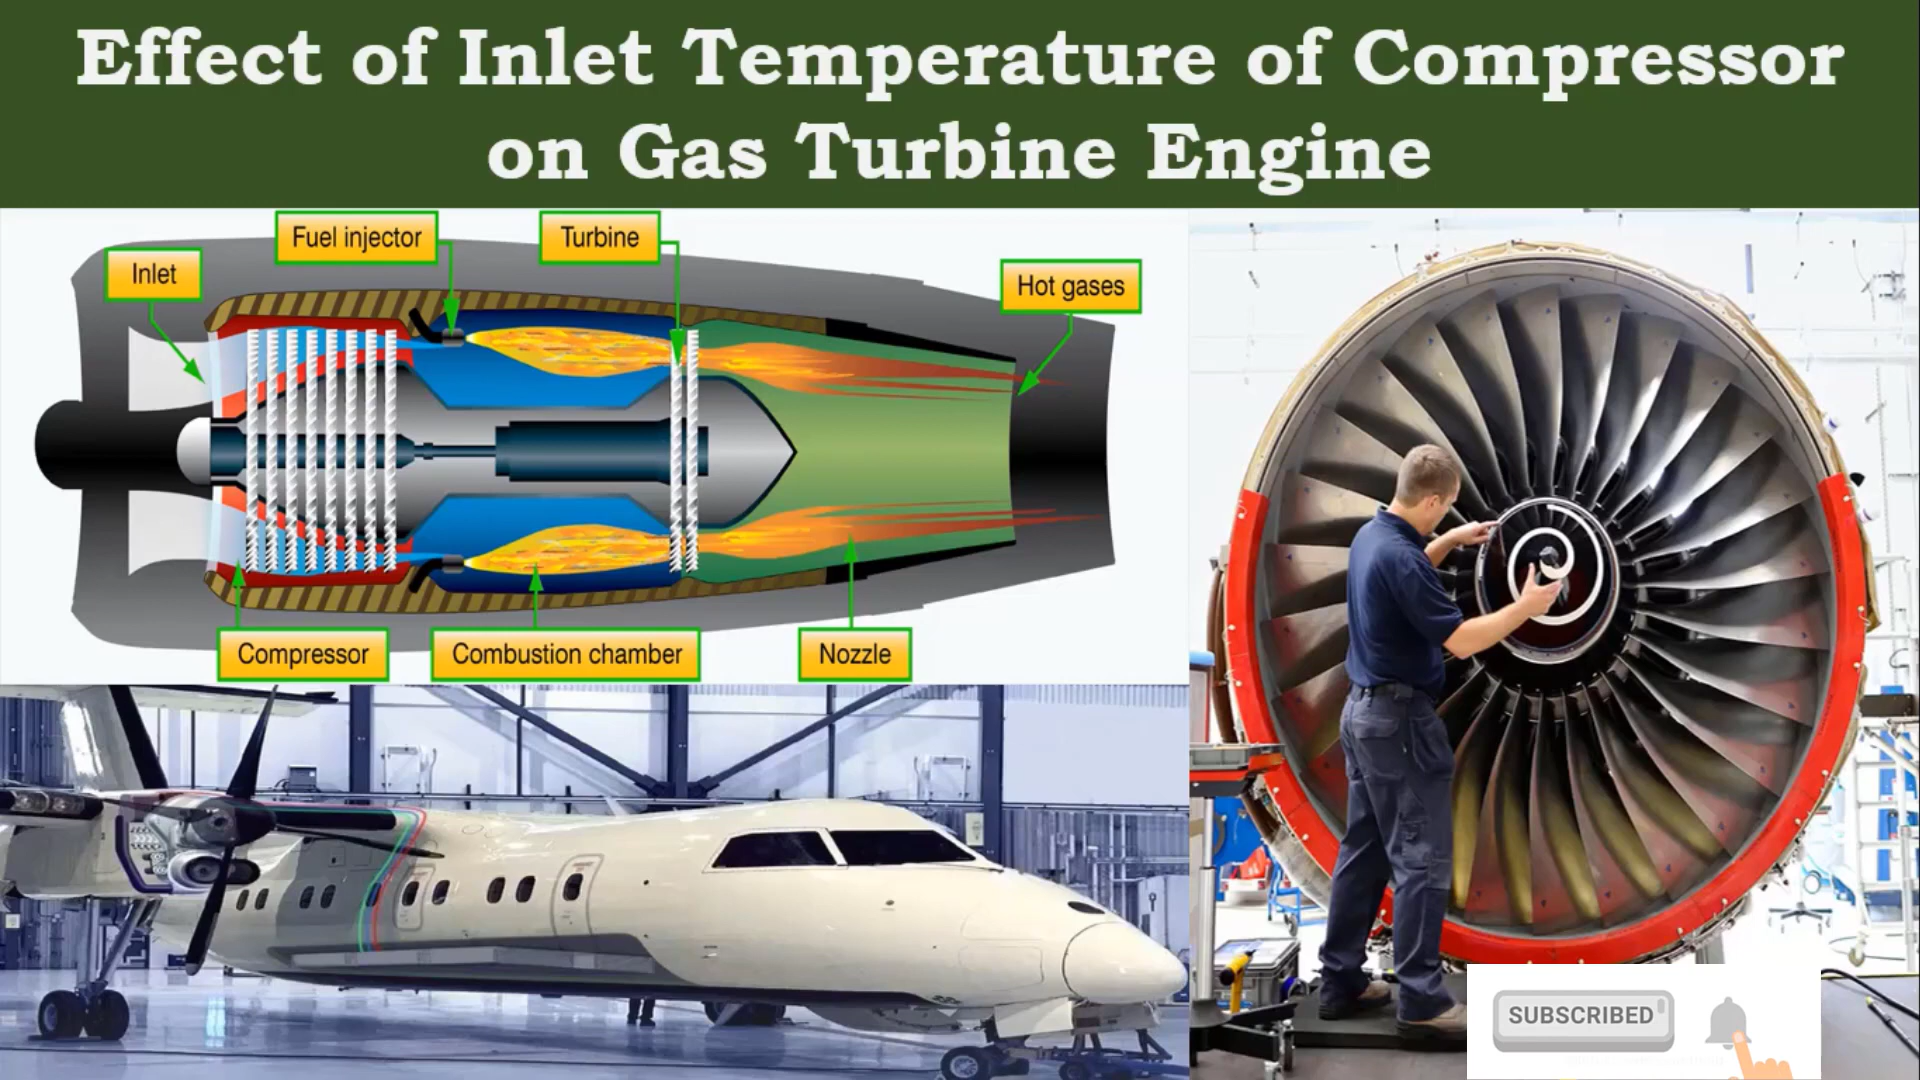 Effect of Inlet Temperature of Compressor
on Gas Turbine Engine
Fuel injector
Turbine
Inlet
Hot gases
Compressor
Combustion chamber
Nozzle
SUBSCRIBED